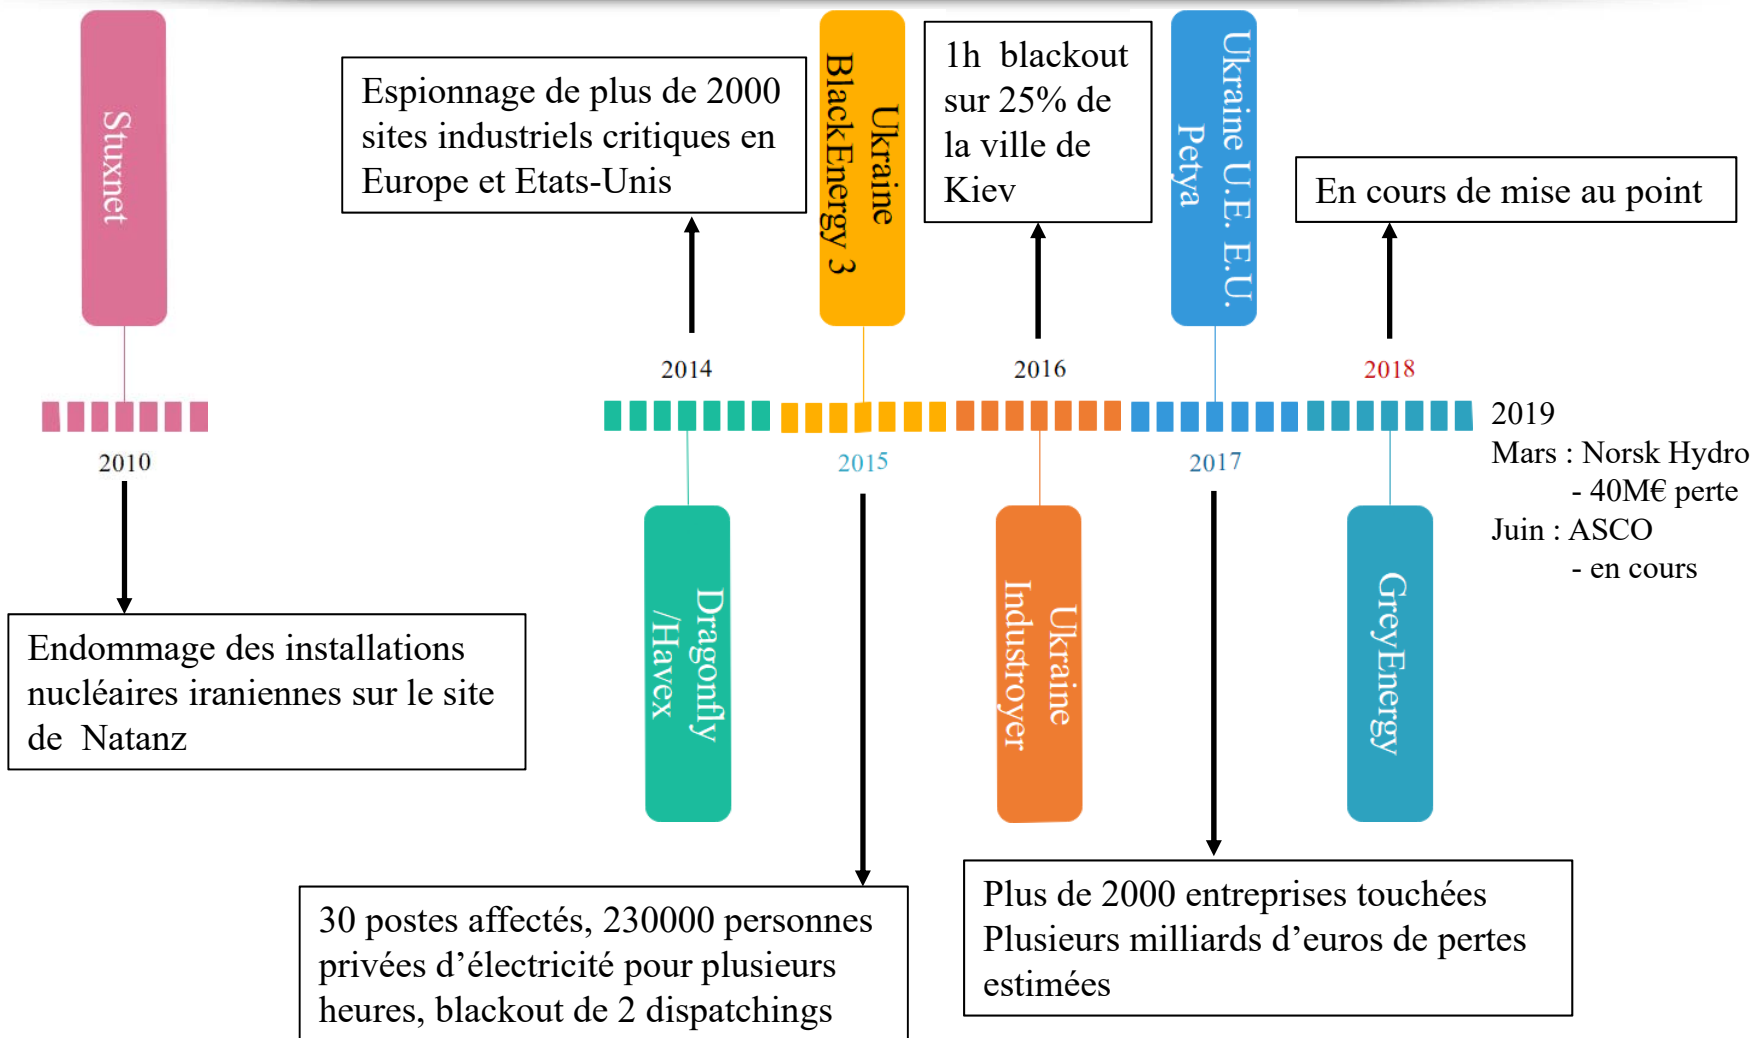 Stuxnet
2010
Endommage des installations
nucléaires iraniennes sur le site
de Natanz
Espionnage de plus de 2000
sites industriels critiques en
Europe et Etats-Unis
2014
Dragonfly
/Havex
Ukraine
BlackEnergy 3
2015
30 postes affectés, 230000 personnes
privées d’électricité pour plusieurs
heures, blackout de 2 dispatchings
1h blackout
sur 25% de
la ville de
Kiev
2016
Ukraine
Industroyer
Ukraine U.E. E.U.
Petya
2017
Plus de 2000 entreprises touchées
Plusieurs milliards d’euros de pertes
estimées
En cours de mise au point
2018
GreyEnergy
2019
Mars : Norsk Hydro
- 40M€ perte
Juin : ASCO
- en cours